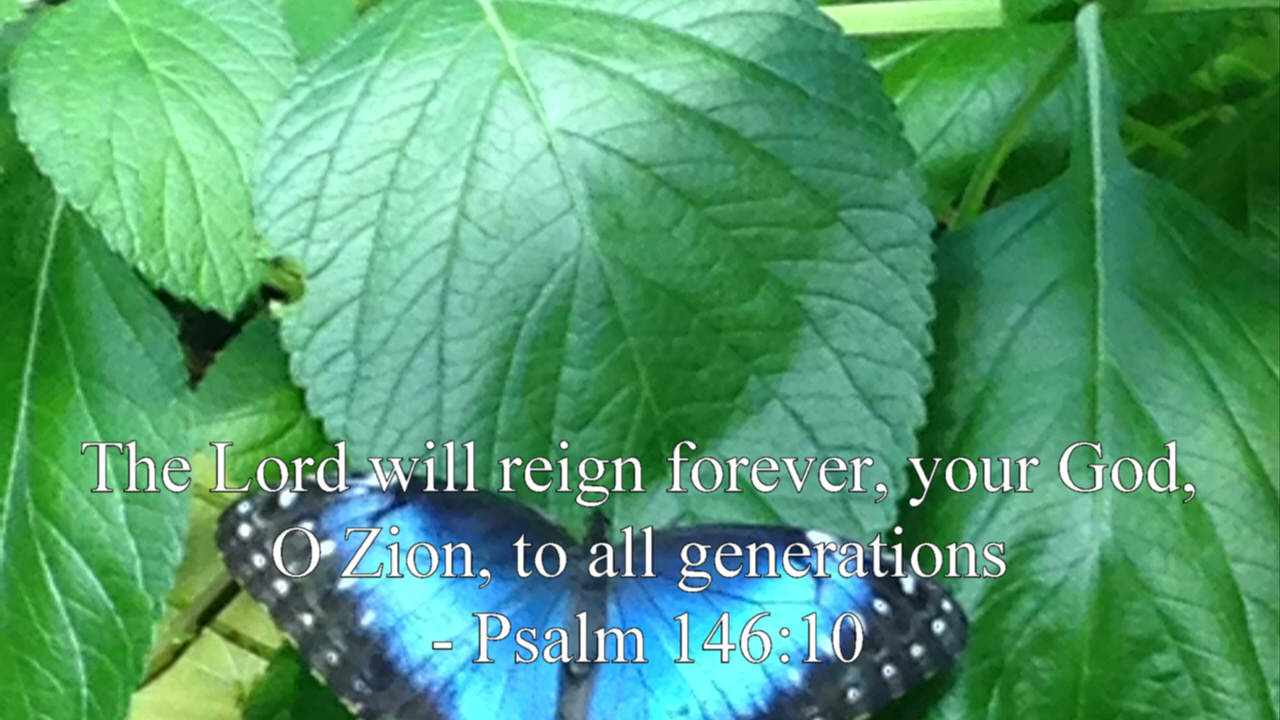 The Lord will reign forever, your God,
O Zion, to all generations
- Psalm 146:10